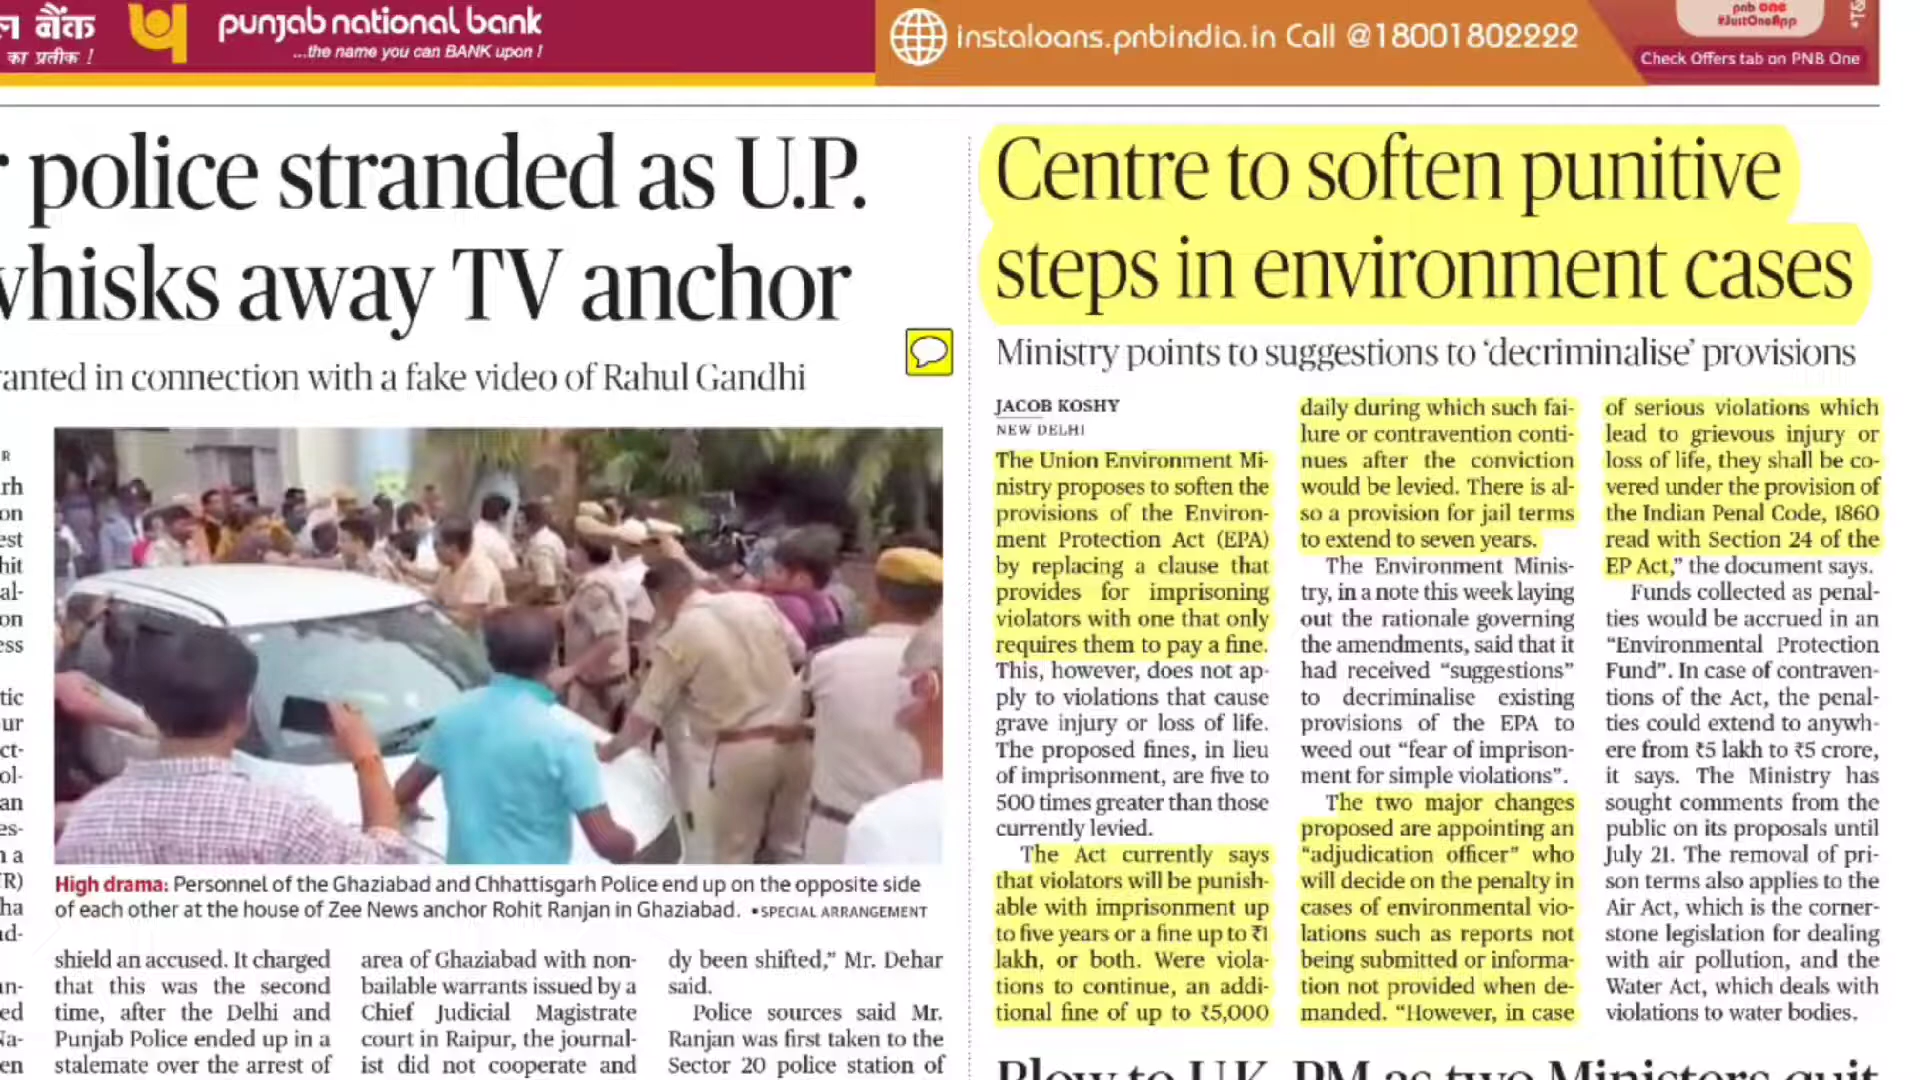 बैंक
का प्रतीक !
punjab national bank
...the name you can BANK upon !
instaloans.pnbindia.in Call @18001802222
pnb one
#JustOneApp
Check Offers tab on PNB One
police stranded as U.P.
whisks away TV anchor
wanted in connection with a fake video of Rahul Gandhi
High drama: Personnel of the Ghaziabad and Chhattisgarh Police end up on the opposite side
of each other at the house of Zee News anchor Rohit Ranjan in Ghaziabad. •SPECIAL ARRANGEMENT
shield an accused. It charged
that this was the second
time, after the Delhi and
Punjab Police ended up in a
stalemate over the arrest of
area of Ghaziabad with non-
bailable warrants issued by a
Chief Judicial Magistrate
court in Raipur, the journal-
ist did not cooperate and
dy been shifted,” Mr. Dehar
said.
Police sources said Mr.
Ranjan was first taken to the
Sector 20 police station of
Centre to soften punitive
steps in environment cases
Ministry points to suggestions to ‘decriminalise’ provisions
JACOB KOSHY
NEW DELHI
The Union Environment Mi-
nistry proposes to soften the
provisions of the Environ-
ment Protection Act (EPA)
by replacing a clause that
provides for imprisoning
violators with one that only
requires them to pay a fine.
This, however, does not ap-
ply to violations that cause
grave injury or loss of life.
The proposed fines, in lieu
of imprisonment, are five to
500 times greater than those
currently levied.
The Act currently says
that violators will be punish-
able with imprisonment up
to five years or a fine up to ₹1
lakh, or both. Were viola-
tions to continue, an addi-
tional fine of up to ₹5,000
daily during which such fai-
lure or contravention conti-
nues after the conviction
would be levied. There is al-
so a provision for jail terms
to extend to seven years.
The Environment Minis-
try, in a note this week laying
out the rationale governing
the amendments, said that it
had received “suggestions”
to decriminalise existing
provisions of the EPA to
weed out “fear of imprison-
ment for simple violations”.
The two major changes
proposed are appointing an
“adjudication officer” who
will decide on the penalty in
cases of environmental vio-
lations such as reports not
being submitted or informa-
tion not provided when de-
manded. “However, in case
of serious violations which
lead to grievous injury or
loss of life, they shall be co-
vered under the provision of
the Indian Penal Code, 1860
read with Section 24 of the
EP Act,” the document says.
Funds collected as penal-
ties would be accrued in an
“Environmental Protection
Fund”. In case of contraven-
tions of the Act, the penal-
ties could extend to anywh-
ere from ₹5 lakh to ₹5 crore,
it says. The Ministry has
sought comments from the
public on its proposals until
July 21. The removal of pri-
son terms also applies to the
Air Act, which is the corner-
stone legislation for dealing
with air pollution, and the
Water Act, which deals with
violations to water bodies.
Blow to U.K. PM as two Ministers quit